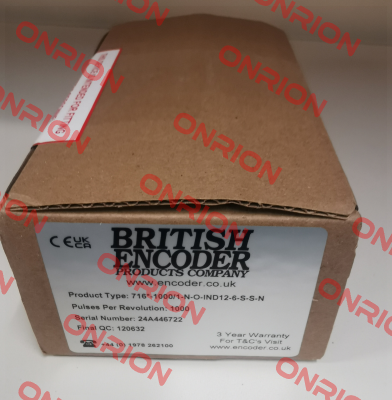 BRITISH
ENCODER
PRODUCTS COMPANY
www.encoder.co.uk
CE UK CA
Product Type: 716*-1000/1-N-O-IND12-6-S-S-N
Pulses Per Revolution: 1000
Serial Number: 24A446722
Final QC: 120632
+44 (0) 1978 262100
3 Year Warranty
For T&C's Visit
www.encoder.co.uk
ONRION
ONRION
ONRION
ONRION
ONRION
ONRION
ONRION
ONRION
ONRION
ONRION